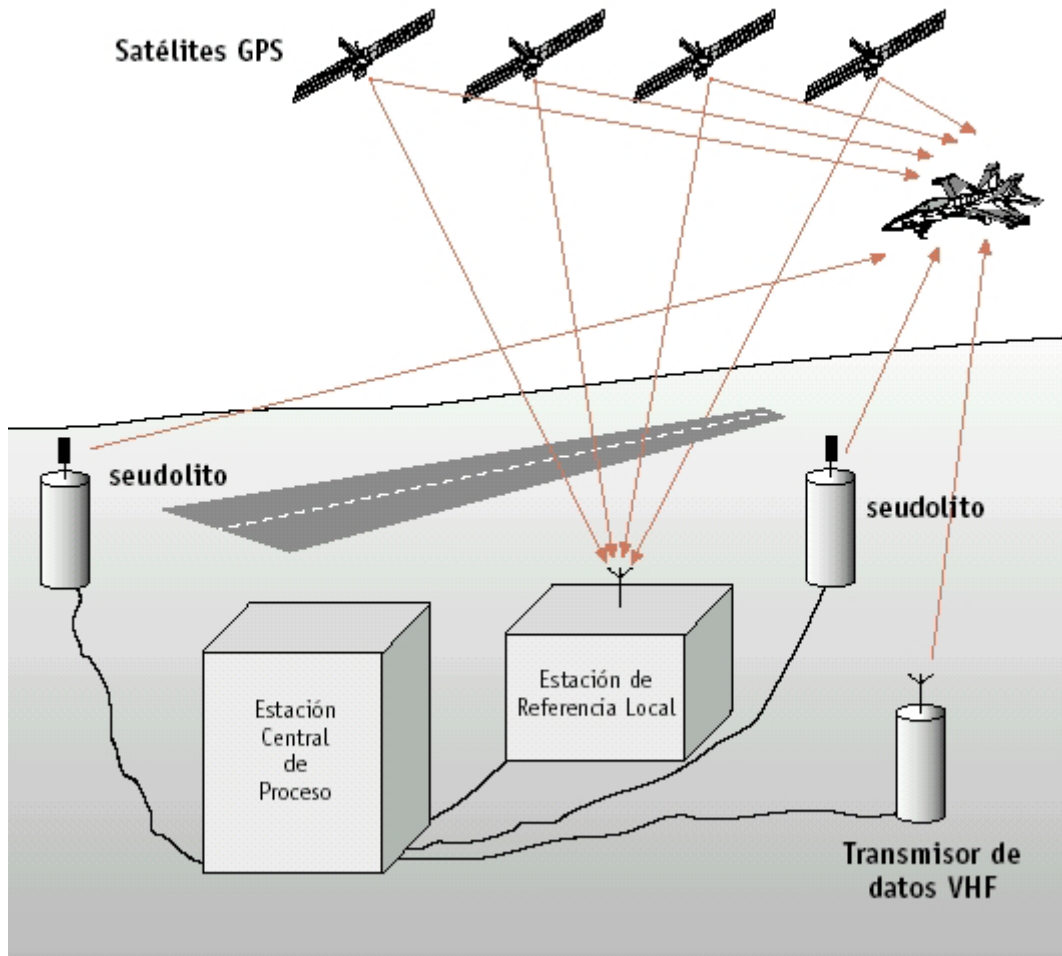 Satélites GPS
seudolito
seudolito
Estación de
Referencia Local
Estación
Central
de
Proceso
Transmisor de
datos VHF